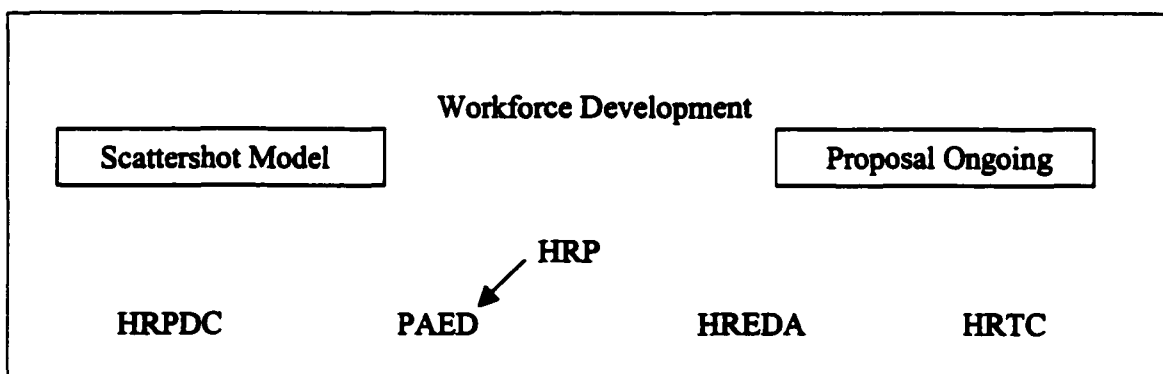 Workforce Development
Scattershot Model
Proposal Ongoing
HRP
HRPDC PAED HREDA HRTC